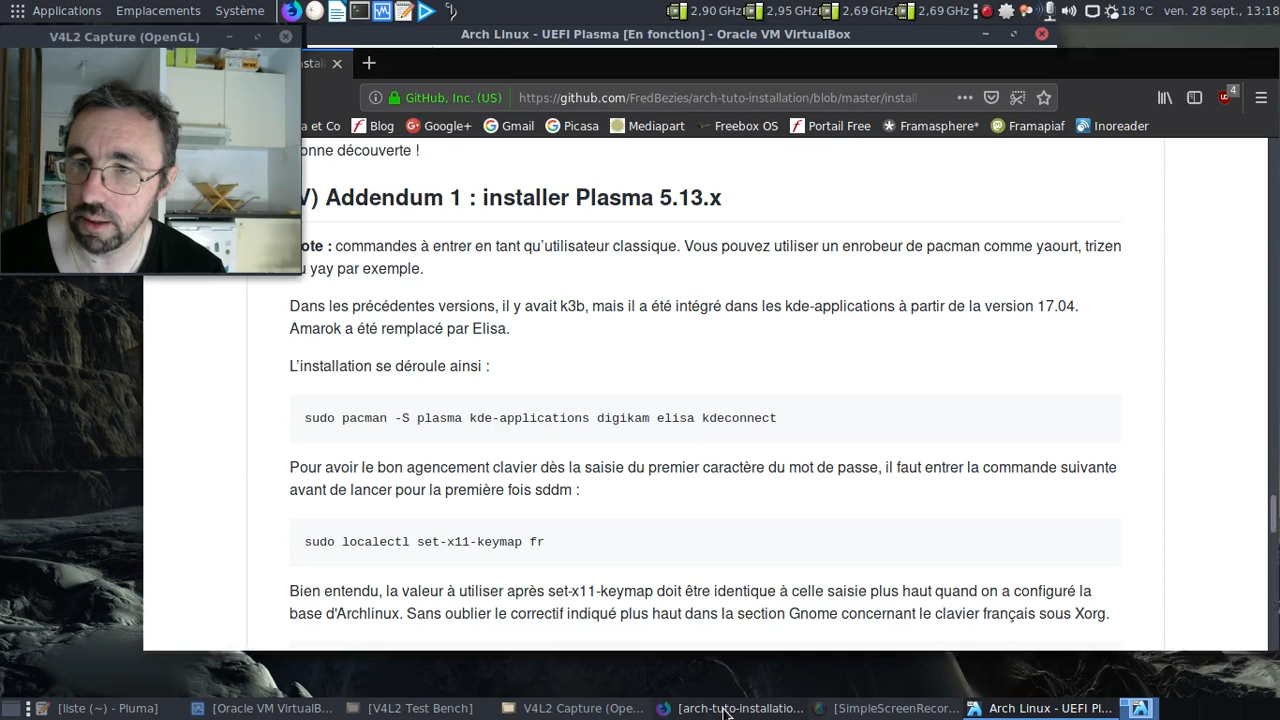 Applications Emplacements Système 2,90 GHz 2,95 GHz 2,69 GHz 2,69 GHz 18 °C ven. 28 sept., 13:18
V4L2 Capture (OpenGL)
Arch Linux - UEFI Plasma [En fonction] - Oracle VM VirtualBox
GitHub, Inc. (US) https://github.com/FredBezies/arch-tuto-installation/blob/master/install
4
a et Co Blog Google+ Gmail Picasa Mediapart Freebox OS Portail Free Framasphere* Framapiaf Inoreader
onne découverte !
V) Addendum 1 : installer Plasma 5.13.x
ote : commandes à entrer en tant qu'utilisateur classique. Vous pouvez utiliser un enrobeur de pacman comme yaourt, trizen
u yay par exemple.
Dans les précédentes versions, il y avait k3b, mais il a été intégré dans les kde-applications à partir de la version 17.04.
Amarok a été remplacé par Elisa.
L'installation se déroule ainsi :
sudo pacman -S plasma kde-applications digikam elisa kdeconnect
Pour avoir le bon agencement clavier dès la saisie du premier caractère du mot de passe, il faut entrer la commande suivante
avant de lancer pour la première fois sddm :
sudo localectl set-x11-keymap fr
Bien entendu, la valeur à utiliser après set-x11-keymap doit être identique à celle saisie plus haut quand on a configuré la
base d'Archlinux. Sans oublier le correctif indiqué plus haut dans la section Gnome concernant le clavier français sous Xorg.
[liste (~) - Pluma] [Oracle VM VirtualB... [V4L2 Test Bench] V4L2 Capture (Ope... [arch-tuto-installatio... [SimpleScreenRecor... Arch Linux - UEFI Pl...